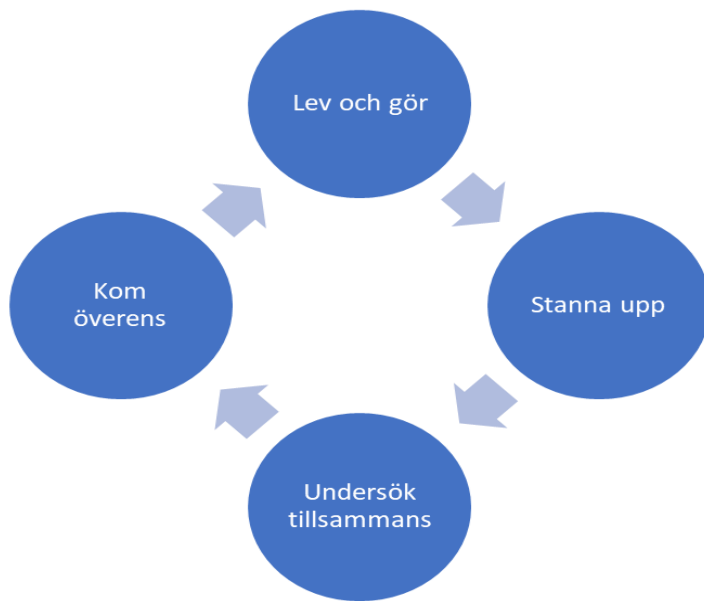 Lev och gör
Stanna upp
Undersök
tillsammans
Kom
överens